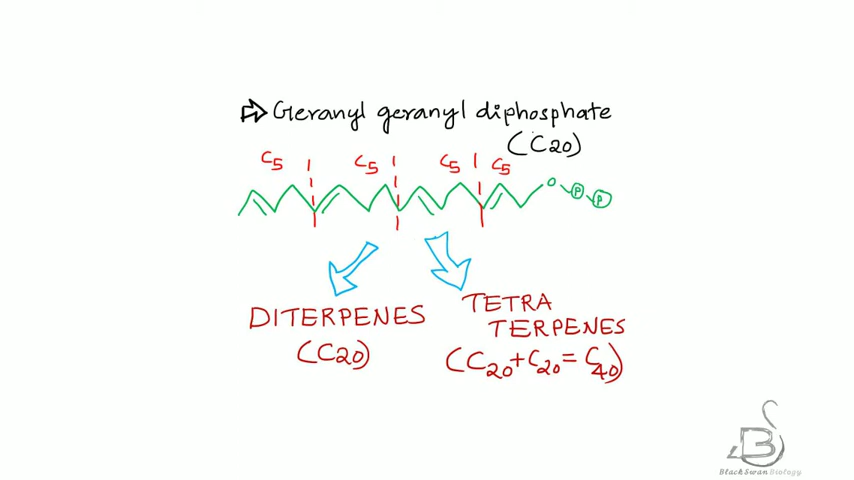 ⇒ Geranyl geranyl diphosphate
(C20)
C5 C5 C5 C5
O P P
DITERPENES
(C20)
TETRA
TERPENES
(C20+C20=C40)
B
BlackSwan Biology